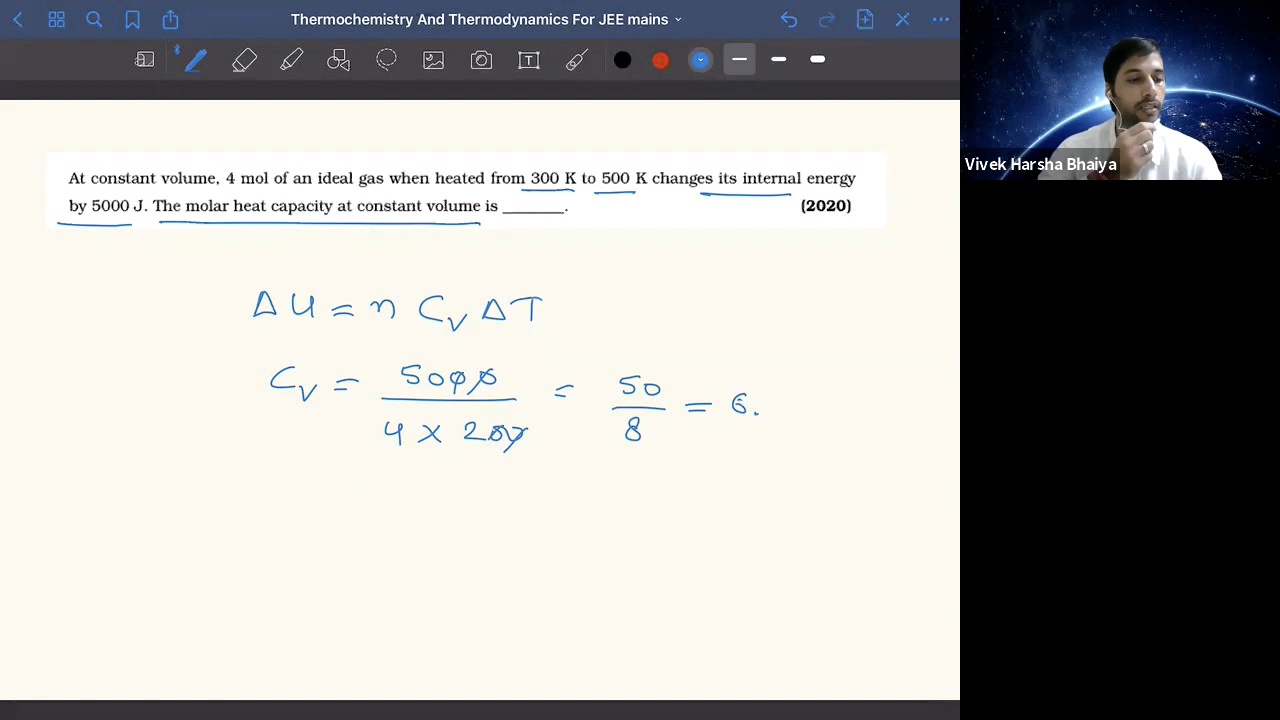 Thermochemistry And Thermodynamics For JEE mains
T
Vivek Harsha Bhaiya
At constant volume, 4 mol of an ideal gas when heated from 300 K to 500 K changes its internal energy
by 5000 J. The molar heat capacity at constant volume is ________. (2020)
ΔU = n Cv ΔT
Cv = 5000 / 4 × 200 = 50 / 8 = 6.